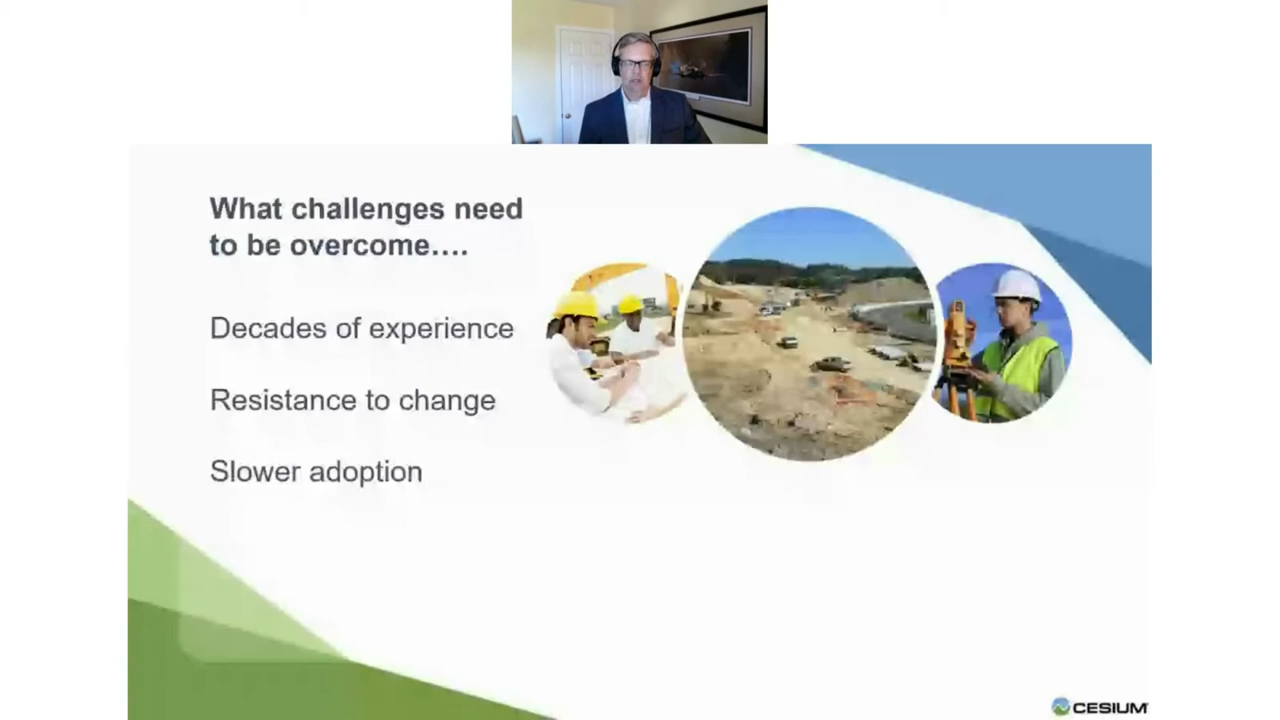 What challenges need
to be overcome....
Decades of experience
Resistance to change
Slower adoption
CESIUM